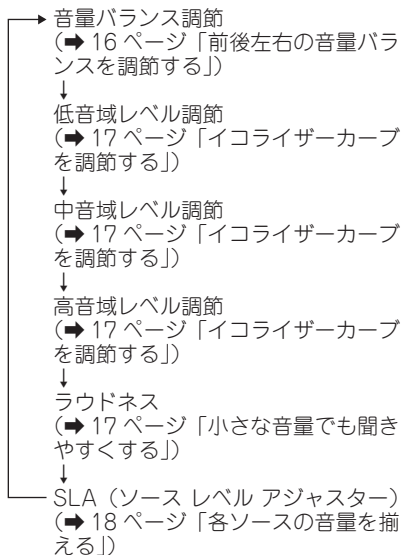 音量バランス調節
(➡ 16 ページ「前後左右の音量バラ
ンスを調節する」)
↓
低音域レベル調節
(➡ 17 ページ「イコライザーカーブ
を調節する」)
↓
中音域レベル調節
(➡ 17 ページ「イコライザーカーブ
を調節する」)
↓
高音域レベル調節
(➡ 17 ページ「イコライザーカーブ
を調節する」)
↓
ラウドネス
(➡ 17 ページ「小さな音量でも聞き
やすくする」)
↓
SLA（ソース レベル アジャスター）
(➡ 18 ページ「各ソースの音量を揃
える」)